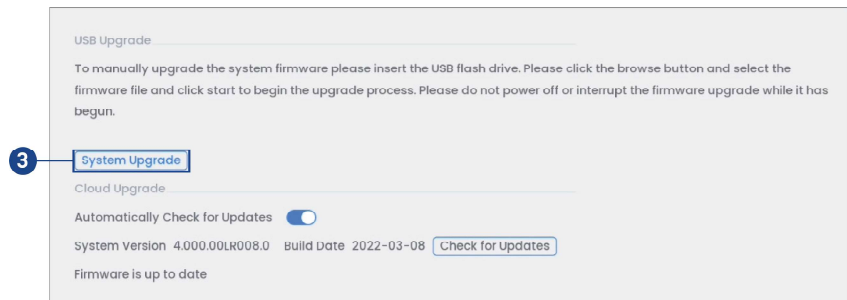 USB Upgrade
To manually upgrade the system firmware please insert the USB flash drive. Please click the browse button and select the
firmware file and click start to begin the upgrade process. Please do not power off or interrupt the firmware upgrade while it has
begun.
3
System Upgrade
Cloud Upgrade
Automatically Check for Updates
System Version 4.000.00LR008.0 Build Date 2022-03-08 Check for Updates
Firmware is up to date